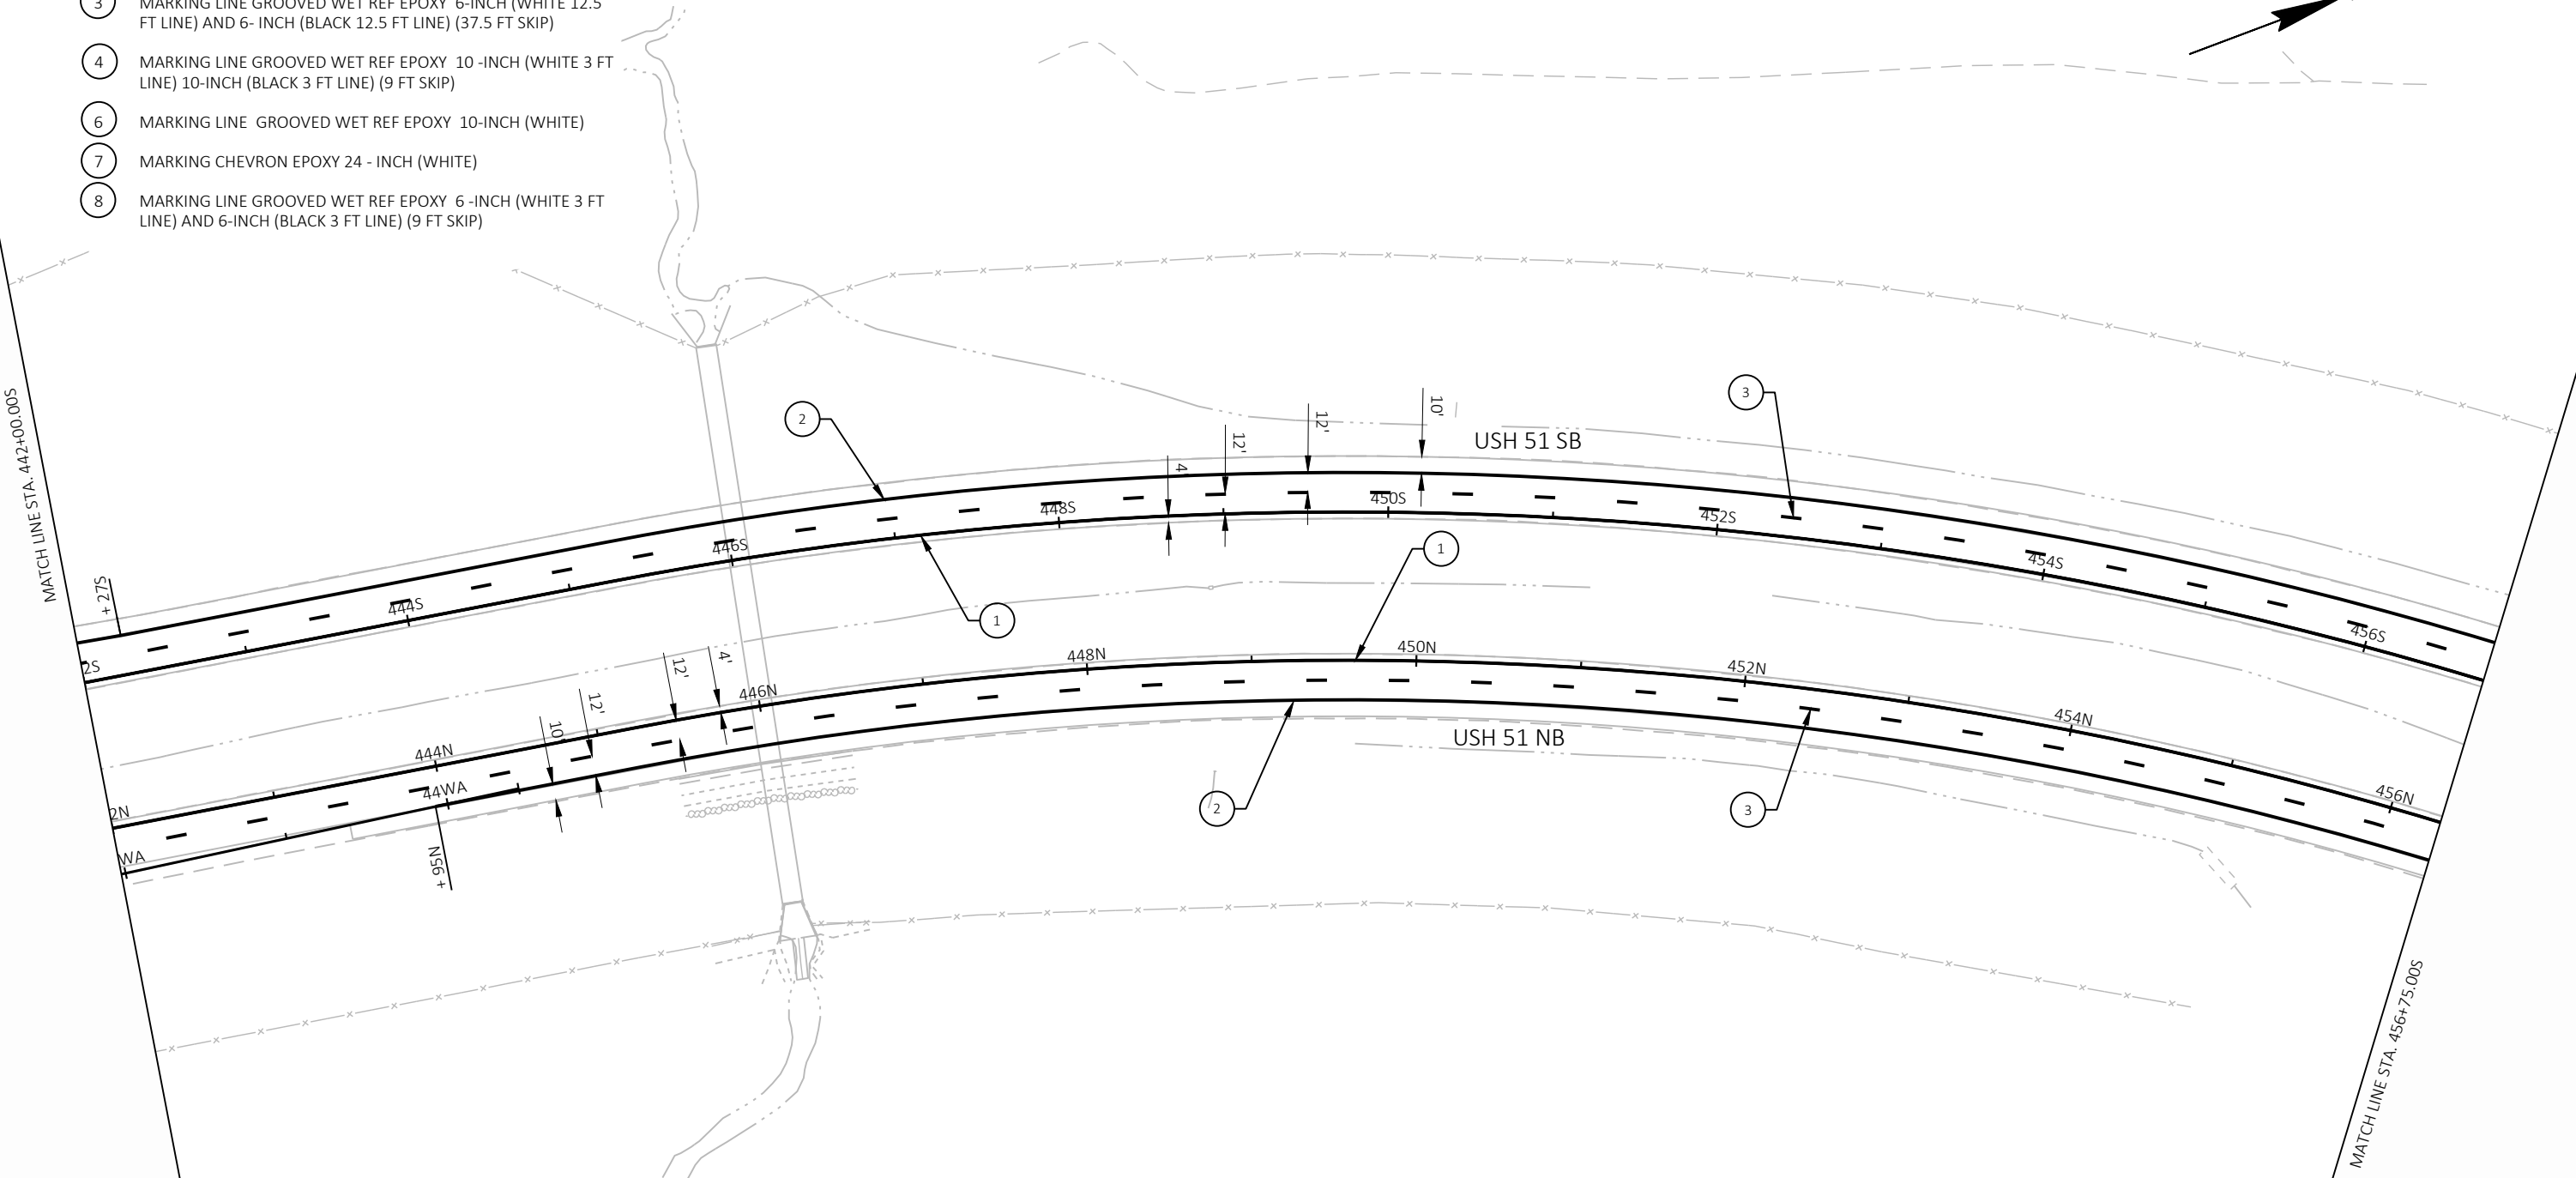 3 MARKING LINE GROOVED WET REF EPOXY 6-INCH (WHITE 12.5
FT LINE) AND 6- INCH (BLACK 12.5 FT LINE) (37.5 FT SKIP)
4 MARKING LINE GROOVED WET REF EPOXY 10 -INCH (WHITE 3 FT
LINE) 10-INCH (BLACK 3 FT LINE) (9 FT SKIP)
6 MARKING LINE GROOVED WET REF EPOXY 10-INCH (WHITE)
7 MARKING CHEVRON EPOXY 24 - INCH (WHITE)
8 MARKING LINE GROOVED WET REF EPOXY 6 -INCH (WHITE 3 FT
LINE) AND 6-INCH (BLACK 3 FT LINE) (9 FT SKIP)
MATCH LINE STA. 442+00.00S
+ 27S
2S
444S
446S
448S
450S
452S
454S
456S
2
3
4
12'
12'
10'
USH 51 SB
1
1
2N
444N
446N
448N
450N
452N
454N
456N
10'
12'
12'
4'
WA
44WA
+ 95N
USH 51 NB
2
3
MATCH LINE STA. 456+75.00S